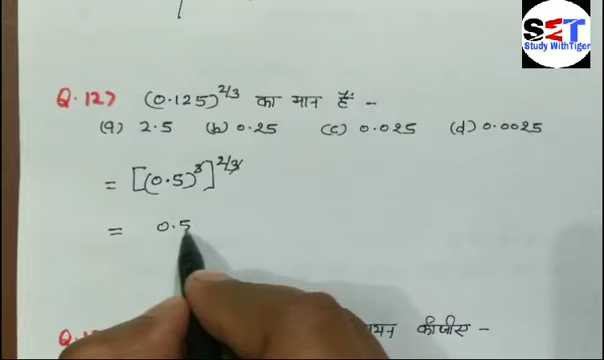 SET
Study WithTiger
Q.127 (0.125)^2/3 का मान हैं -
(a) 2.5 (b) 0.25 (c) 0.025 (d) 0.0025
= [(0.5)^3]^2/3
= 0.5
कीजीए -